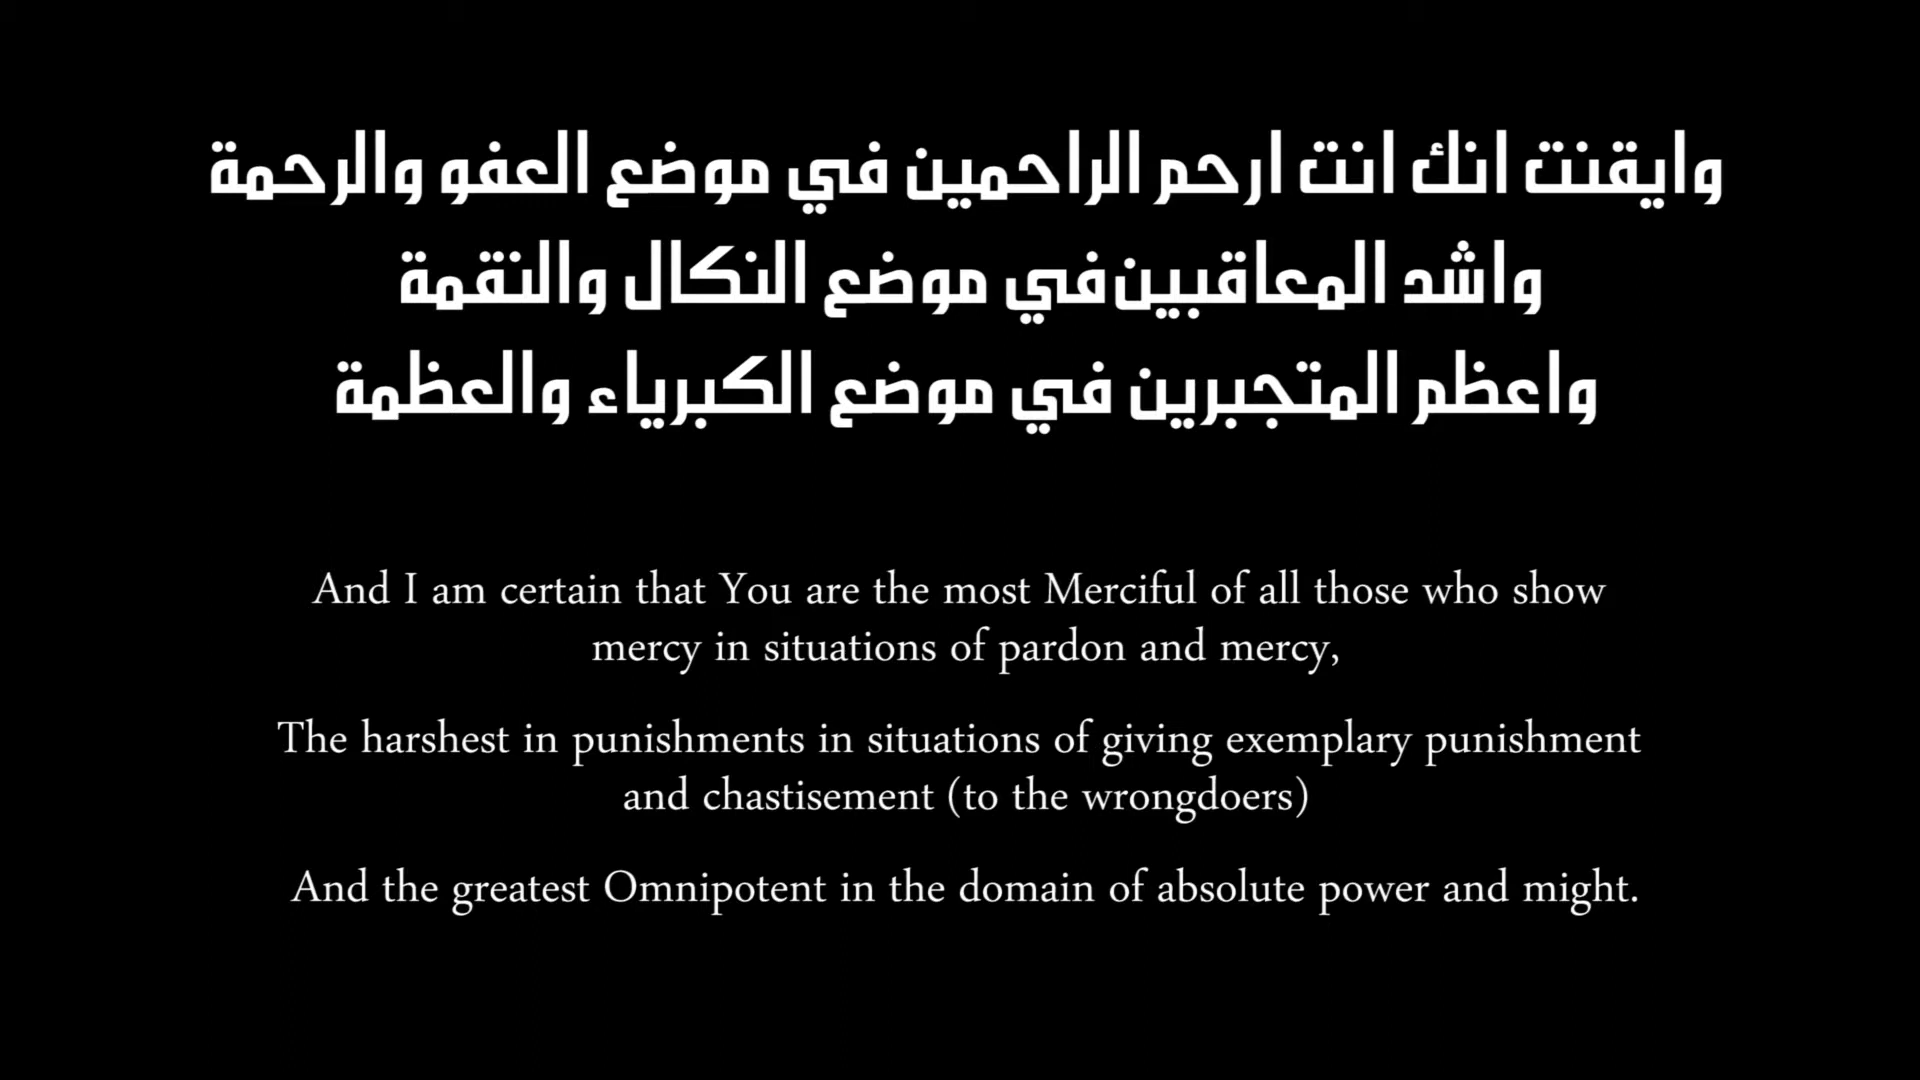 وايقنت انك انت ارحم الراحمين في موضع العفو والرحمة
واشد المعاقبين في موضع النكال والنقمة
واعظم المتجبرين في موضع الكبرياء والعظمة
And I am certain that You are the most Merciful of all those who show
mercy in situations of pardon and mercy,
The harshest in punishments in situations of giving exemplary punishment
and chastisement (to the wrongdoers)
And the greatest Omnipotent in the domain of absolute power and might.